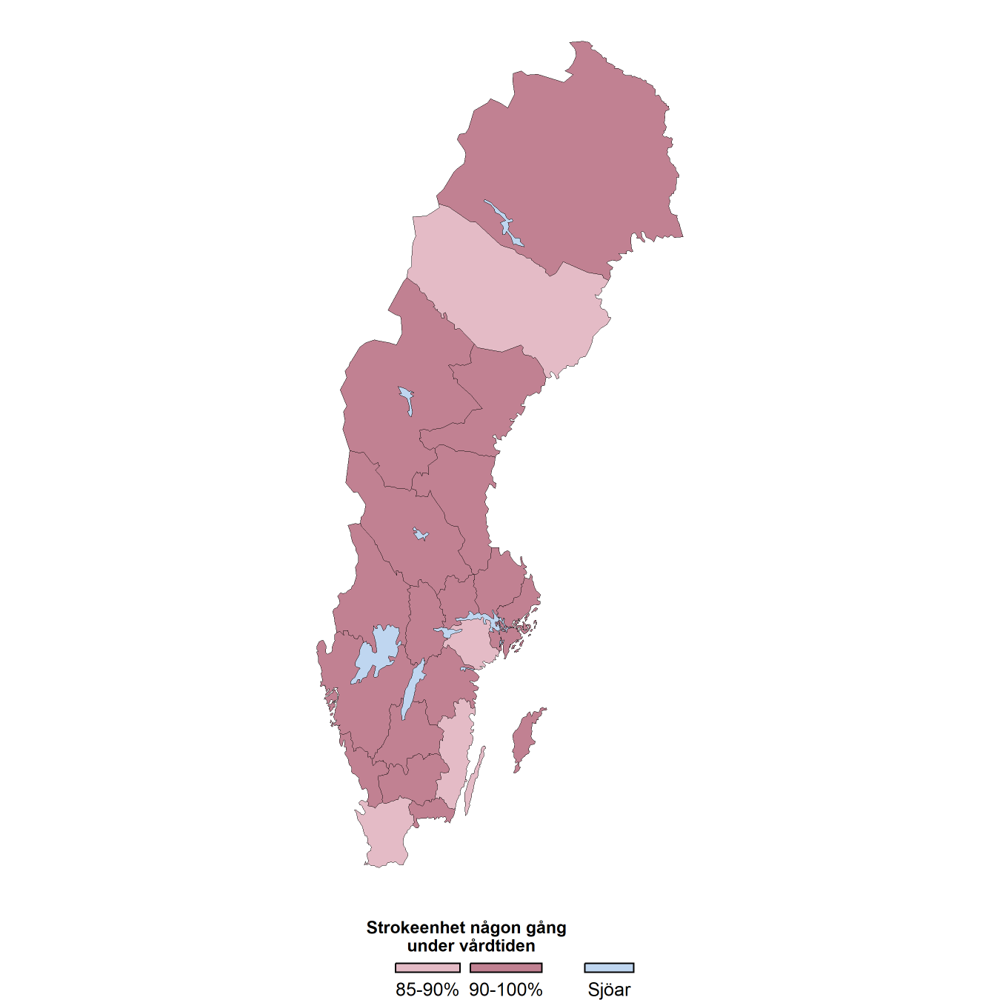 Strokeenhet någon gång
under vårdtiden
85-90% 90-100% Sjöar